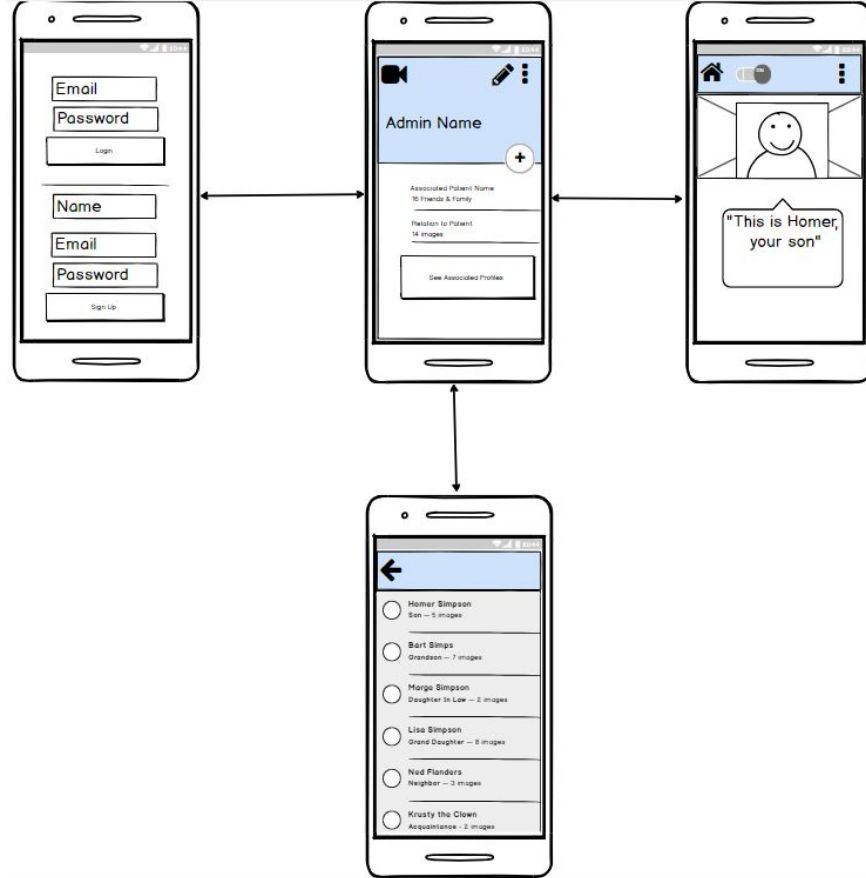 Email
Password
Login
Name
Email
Password
Sign Up
Admin Name
+
Associated Patient Name
16 Friends & Family
Relation to Patient
14 images
See Associated Profiles
ON
"This is Homer,
your son"
Homer Simpson
Son — 5 images
Bart Simps
Grandson — 7 images
Marge Simpson
Daughter In Law — 2 images
Lisa Simpson
Grand Daughter — 8 images
Ned Flanders
Neighbor — 3 images
Krusty the Clown
Acquaintance - 2 images